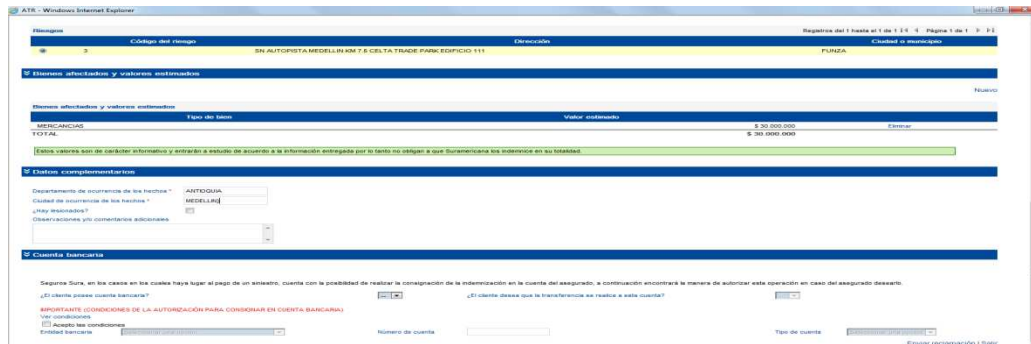 ATR - Windows Internet Explorer
Riesgos
Registros del 1 hasta el 1 de 1 Página 1 de 1
Código del riesgo Dirección Ciudad o municipio
3 SN AUTOPISTA MEDELLIN KM 7.5 CELTA TRADE PARK EDIFICIO 111 FUNZA
Bienes afectados y valores estimados
Nuevo
Bienes afectados y valores estimados
Tipo de bien Valor estimado
MERCANCIAS $ 30.000.000 Eliminar
TOTAL $ 30.000.000
Estos valores son de carácter informativo y entrarán a estudio de acuerdo a la información entregada por lo tanto no obligan a que Suramericana los indemnice en su totalidad.
Datos complementarios
Departamento de ocurrencia de los hechos * ANTIOQUIA
Ciudad de ocurrencia de los hechos * MEDELLIN
¿Hay lesionados?
Observaciones y/o comentarios adicionales
Cuenta bancaria
Seguros Sura, en los casos en los cuales haya lugar al pago de un siniestro, cuenta con la posibilidad de realizar la consignación de la indemnización en la cuenta del asegurado, a continuación encontrará la manera de autorizar esta operación en caso del asegurado desearlo.
¿El cliente posee cuenta bancaria? ¿El cliente desea que la transferencia se realice a esta cuenta?
IMPORTANTE (CONDICIONES DE LA AUTORIZACIÓN PARA CONSIGNAR EN CUENTA BANCARIA)
Ver condiciones
Acepto las condiciones
Entidad bancaria Seleccionar una opción Número de cuenta Tipo de cuenta Seleccionar una opción
Enviar reclamación | Salir